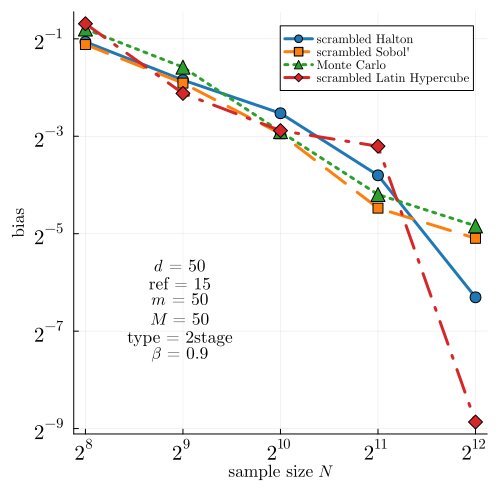 scrambled Halton
scrambled Sobol'
Monte Carlo
scrambled Latin Hypercube
2^{-1}
2^{-3}
2^{-5}
2^{-7}
2^{-9}
bias
d = 50
ref = 15
m = 50
M = 50
type = 2stage
β = 0.9
2^8 2^9 2^{10} 2^{11} 2^{12}
sample size N